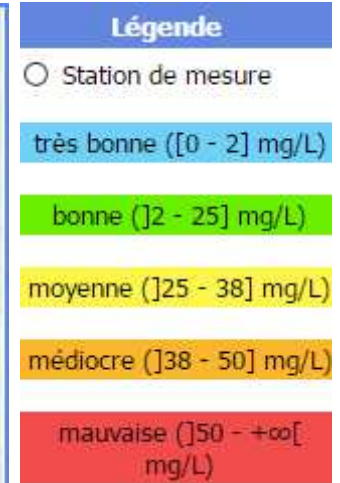 Légende
Station de mesure
très bonne ([0 - 2] mg/L)
bonne (]2 - 25] mg/L)
moyenne (]25 - 38] mg/L)
médiocre (]38 - 50] mg/L)
mauvaise (]50 - +∞[
mg/L)